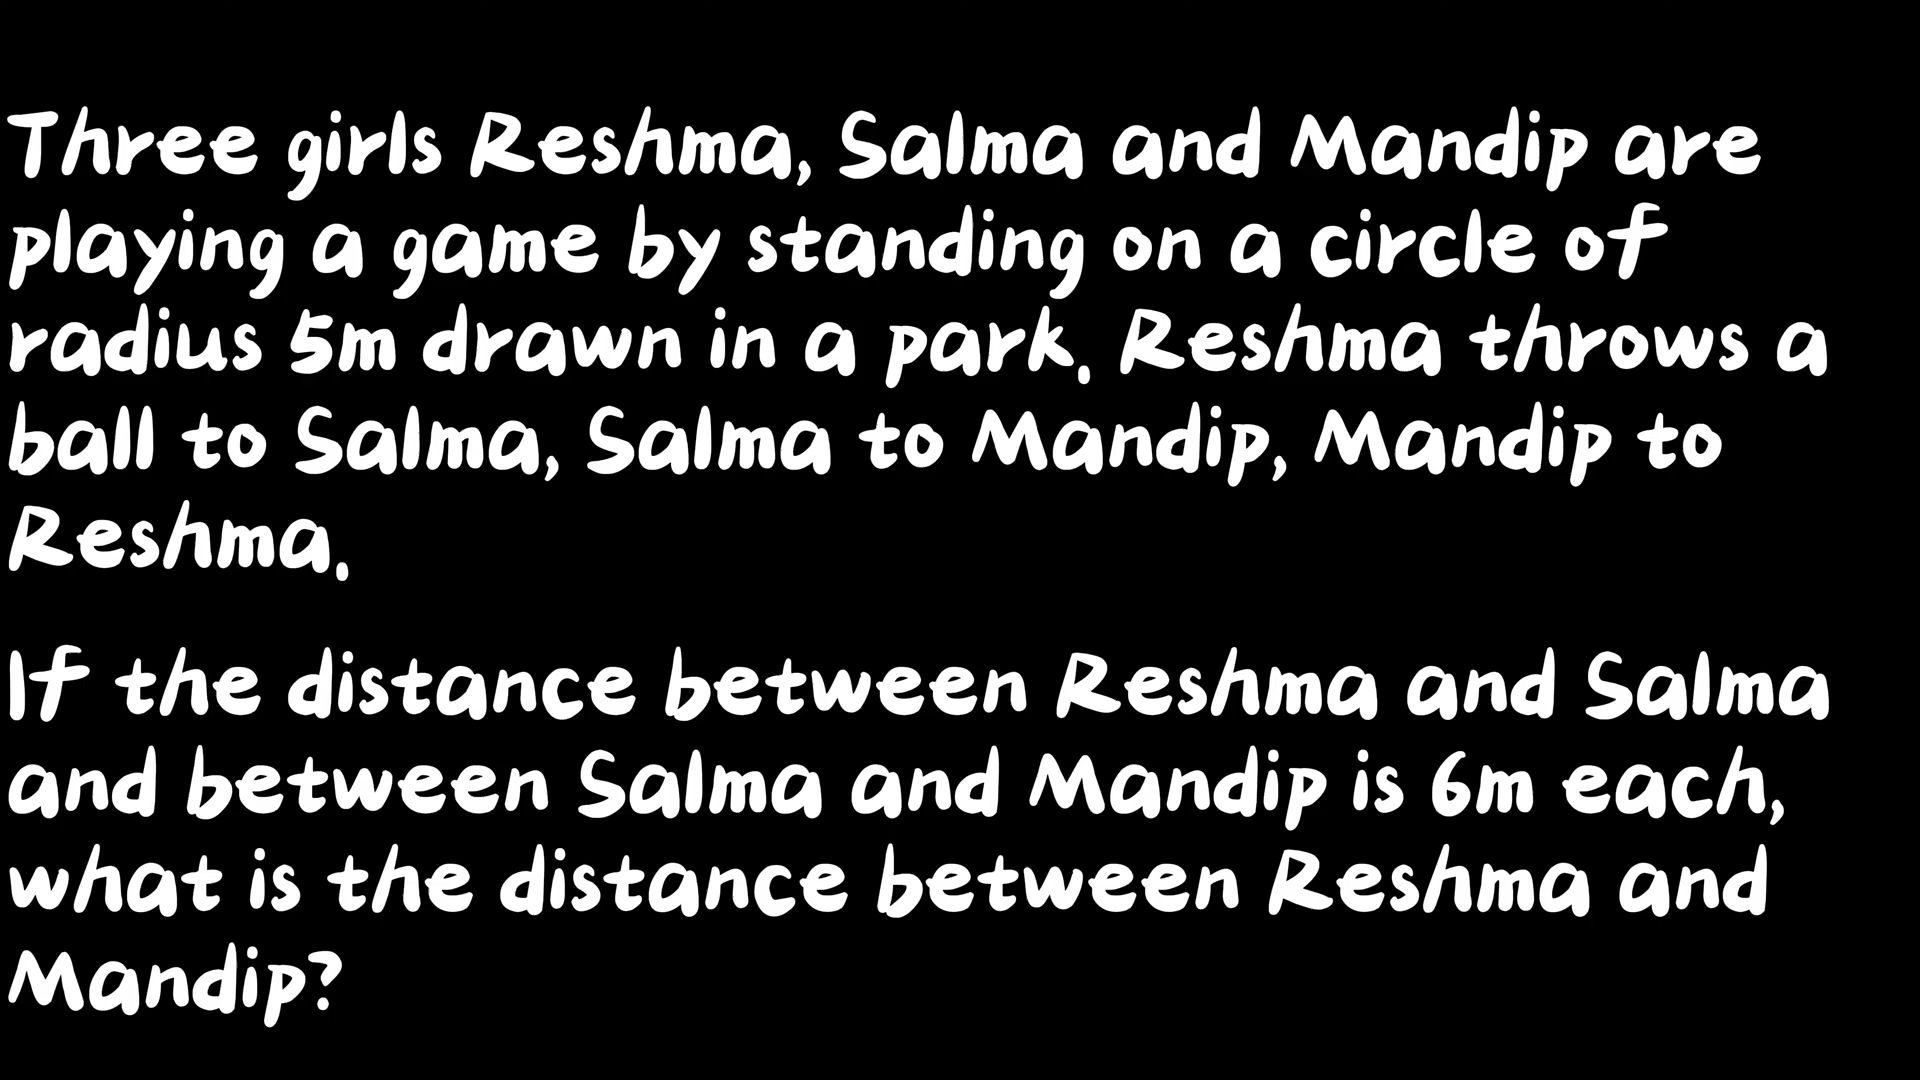 Three girls Reshma, Salma and Mandip are
playing a game by standing on a circle of
radius 5m drawn in a park. Reshma throws a
ball to Salma, Salma to Mandip, Mandip to
Reshma.
If the distance between Reshma and Salma
and between Salma and Mandip is 6m each,
what is the distance between Reshma and
Mandip?